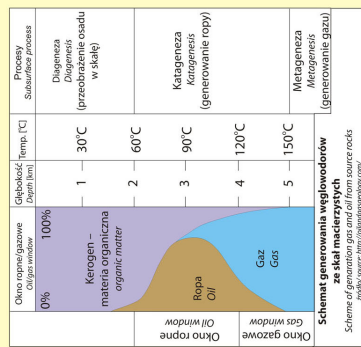 Procesy
Subsurface process
Diageneza
Diagenesis
(przeobrażenie osadu
w skałę)
Katageneza
Katagenesis
(generowanie ropy)
Metageneza
Metagenesis
(generowanie gazu)
Temp. [°C]
30°C
60°C
90°C
120°C
150°C
Głębokość
Depth [km]
1
2
3
4
5
Okno ropne/gazowe
Oil/gas window
0%
100%
Kerogen –
materia organiczna
organic matter
Ropa
Oil
Gaz
Gas
Okno ropne
Oil window
Okno gazowe
Gas window
Schemat generowania węglowodorów
ze skał macierzystych
Scheme of genaration gas and oil from source rocks